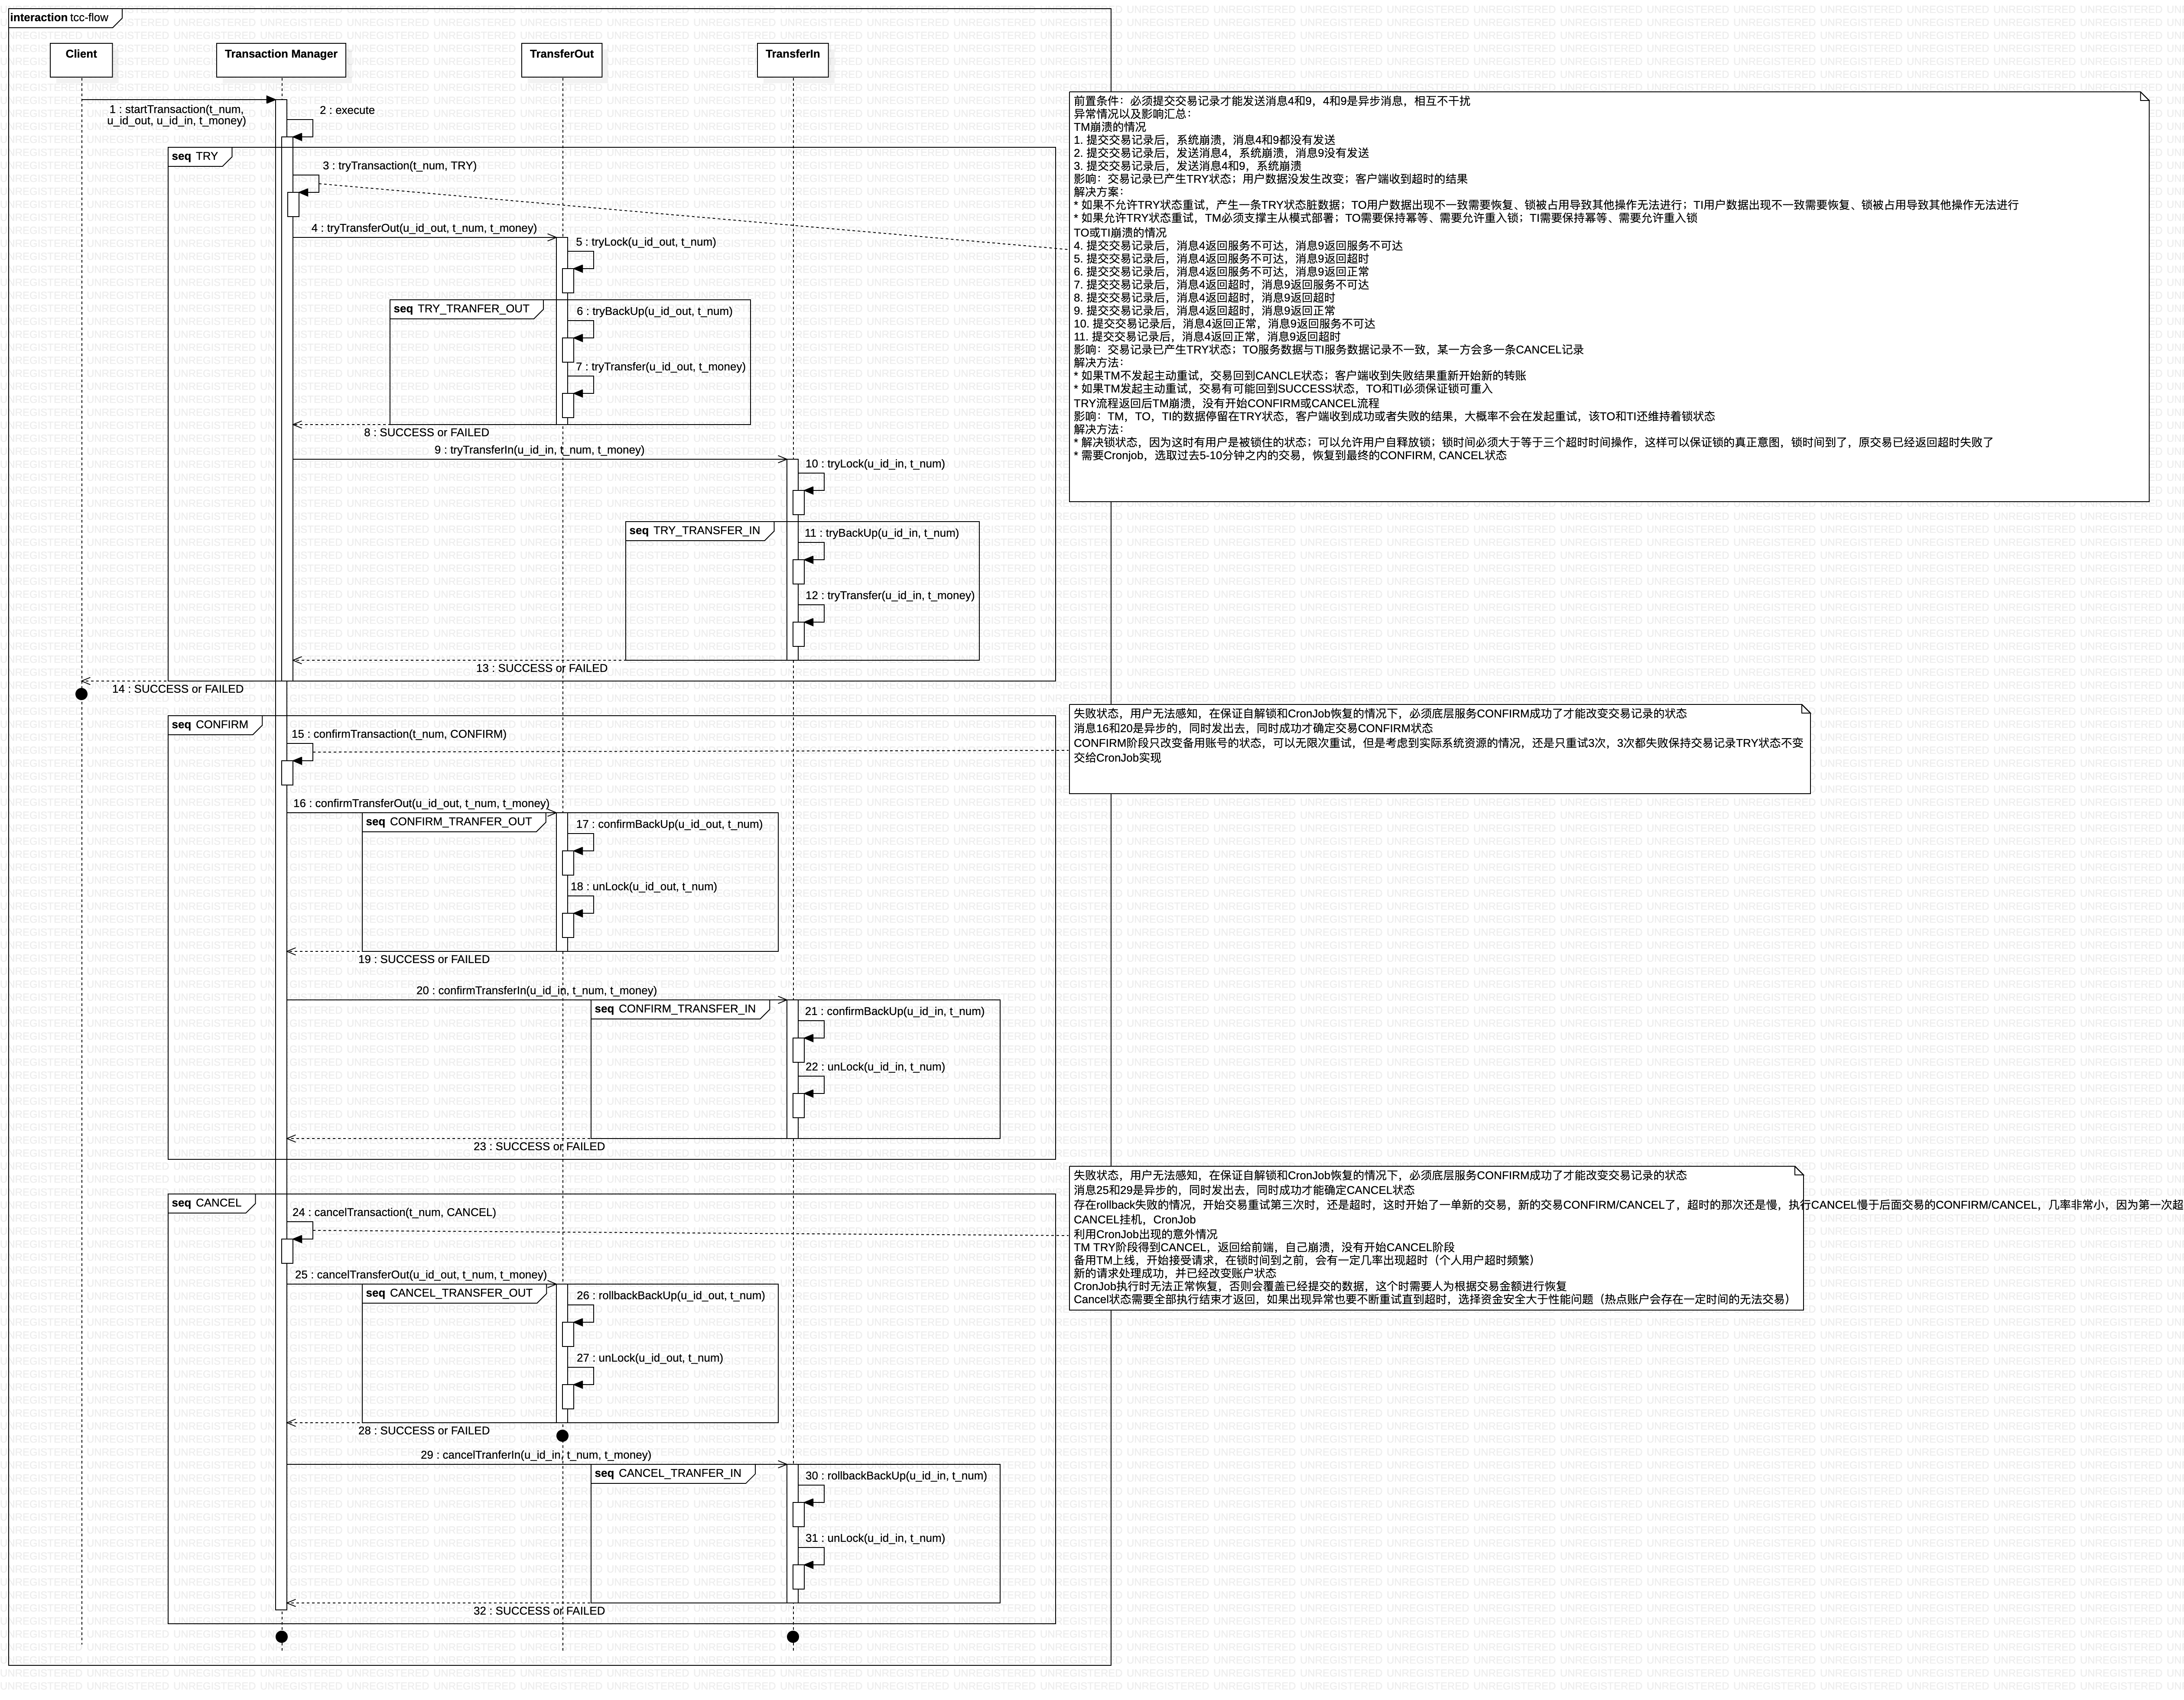 interaction tcc-flow
Client
Transaction Manager
TransferOut
TransferIn
1 : startTransaction(t_num,
u_id_out, u_id_in, t_money)
2 : execute
seq TRY
3 : tryTransaction(t_num, TRY)
4 : tryTransferOut(u_id_out, t_num, t_money)
5 : tryLock(u_id_out, t_num)
seq TRY_TRANFER_OUT
6 : tryBackUp(u_id_out, t_num)
7 : tryTransfer(u_id_out, t_money)
8 : SUCCESS or FAILED
9 : tryTransferIn(u_id_in, t_num, t_money)
10 : tryLock(u_id_in, t_num)
seq TRY_TRANSFER_IN
11 : tryBackUp(u_id_in, t_num)
12 : tryTransfer(u_id_in, t_money)
13 : SUCCESS or FAILED
14 : SUCCESS or FAILED
前置条件：必须提交交易记录才能发送消息4和9，4和9是异步消息，相互不干扰
异常情况以及影响汇总：
TM崩溃的情况
1. 提交交易记录后，系统崩溃，消息4和9都没有发送
2. 提交交易记录后，发送消息4，系统崩溃，消息9没有发送
3. 提交交易记录后，发送消息4和9，系统崩溃
影响：交易记录已产生TRY状态；用户数据没发生改变；客户端收到超时的结果
解决方案：
* 如果不允许TRY状态重试，产生一条TRY状态脏数据；TO用户数据出现不一致需要恢复、锁被占用导致其他操作无法进行；TI用户数据出现不一致需要恢复、锁被占用导致其他操作无法进行
* 如果允许TRY状态重试，TM必须支撑主从模式部署；TO需要保持幂等、需要允许重入锁；TI需要保持幂等、需要允许重入锁
TO或TI崩溃的情况
4. 提交交易记录后，消息4返回服务不可达，消息9返回服务不可达
5. 提交交易记录后，消息4返回服务不可达，消息9返回超时
6. 提交交易记录后，消息4返回服务不可达，消息9返回正常
7. 提交交易记录后，消息4返回超时，消息9返回服务不可达
8. 提交交易记录后，消息4返回超时，消息9返回超时
9. 提交交易记录后，消息4返回超时，消息9返回正常
10. 提交交易记录后，消息4返回正常，消息9返回服务不可达
11. 提交交易记录后，消息4返回正常，消息9返回超时
影响：交易记录已产生TRY状态；TO服务数据与TI服务数据记录不一致，某一方会多一条CANCEL记录
解决方法：
* 如果TM不发起主动重试，交易回到CANCLE状态；客户端收到失败结果重新开始新的转账
* 如果TM发起主动重试，交易有可能回到SUCCESS状态，TO和TI必须保证锁可重入
TRY流程返回后TM崩溃，没有开始CONFIRM或CANCEL流程
影响：TM，TO，TI的数据停留在TRY状态，客户端收到成功或者失败的结果，大概率不会在发起重试，该TO和TI还维持着锁状态
解决方法：
* 解决锁状态，因为这时有用户是被锁住的状态；可以允许用户自释放锁；锁时间必须大于等于三个超时时间操作，这样可以保证锁的真正意图，锁时间到了，原交易已经返回超时失败了
* 需要Cronjob，选取过去5-10分钟之内的交易，恢复到最终的CONFIRM, CANCEL状态
seq CONFIRM
15 : confirmTransaction(t_num, CONFIRM)
16 : confirmTransferOut(u_id_out, t_num, t_money)
seq CONFIRM_TRANFER_OUT
17 : confirmBackUp(u_id_out, t_num)
18 : unLock(u_id_out, t_num)
19 : SUCCESS or FAILED
20 : confirmTransferIn(u_id_in, t_num, t_money)
seq CONFIRM_TRANSFER_IN
21 : confirmBackUp(u_id_in, t_num)
22 : unLock(u_id_in, t_num)
23 : SUCCESS or FAILED
失败状态，用户无法感知，在保证自解锁和CronJob恢复的情况下，必须底层服务CONFIRM成功了才能改变交易记录的状态
消息16和20是异步的，同时发出去，同时成功才确定交易CONFIRM状态
CONFIRM阶段只改变备用账号的状态，可以无限次重试，但是考虑到实际系统资源的情况，还是只重试3次，3次都失败保持交易记录TRY状态不变
交给CronJob实现
seq CANCEL
24 : cancelTransaction(t_num, CANCEL)
25 : cancelTransferOut(u_id_out, t_num, t_money)
seq CANCEL_TRANSFER_OUT
26 : rollbackBackUp(u_id_out, t_num)
27 : unLock(u_id_out, t_num)
28 : SUCCESS or FAILED
29 : cancelTranferIn(u_id_in, t_num, t_money)
seq CANCEL_TRANFER_IN
30 : rollbackBackUp(u_id_in, t_num)
31 : unLock(u_id_in, t_num)
32 : SUCCESS or FAILED
失败状态，用户无法感知，在保证自解锁和CronJob恢复的情况下，必须底层服务CONFIRM成功了才能改变交易记录的状态
消息25和29是异步的，同时发出去，同时成功才能确定CANCEL状态
存在rollback失败的情况，开始交易重试第三次时，还是超时，这时开始了一单新的交易，新的交易CONFIRM/CANCEL了，超时的那次还是慢，执行CANCEL慢于后面交易的CONFIRM/CANCEL，几率非常小，因为第一次超
CANCEL挂机，CronJob
利用CronJob出现的意外情况
TM TRY阶段得到CANCEL，返回给前端，自己崩溃，没有开始CANCEL阶段
备用TM上线，开始接受请求，在锁时间到之前，会有一定几率出现超时（个人用户超时频繁）
新的请求处理成功，并已经改变账户状态
CronJob执行时无法正常恢复，否则会覆盖已经提交的数据，这个时需要人为根据交易金额进行恢复
Cancel状态需要全部执行结束才返回，如果出现异常也要不断重试直到超时，选择资金安全大于性能问题（热点账户会存在一定时间的无法交易）